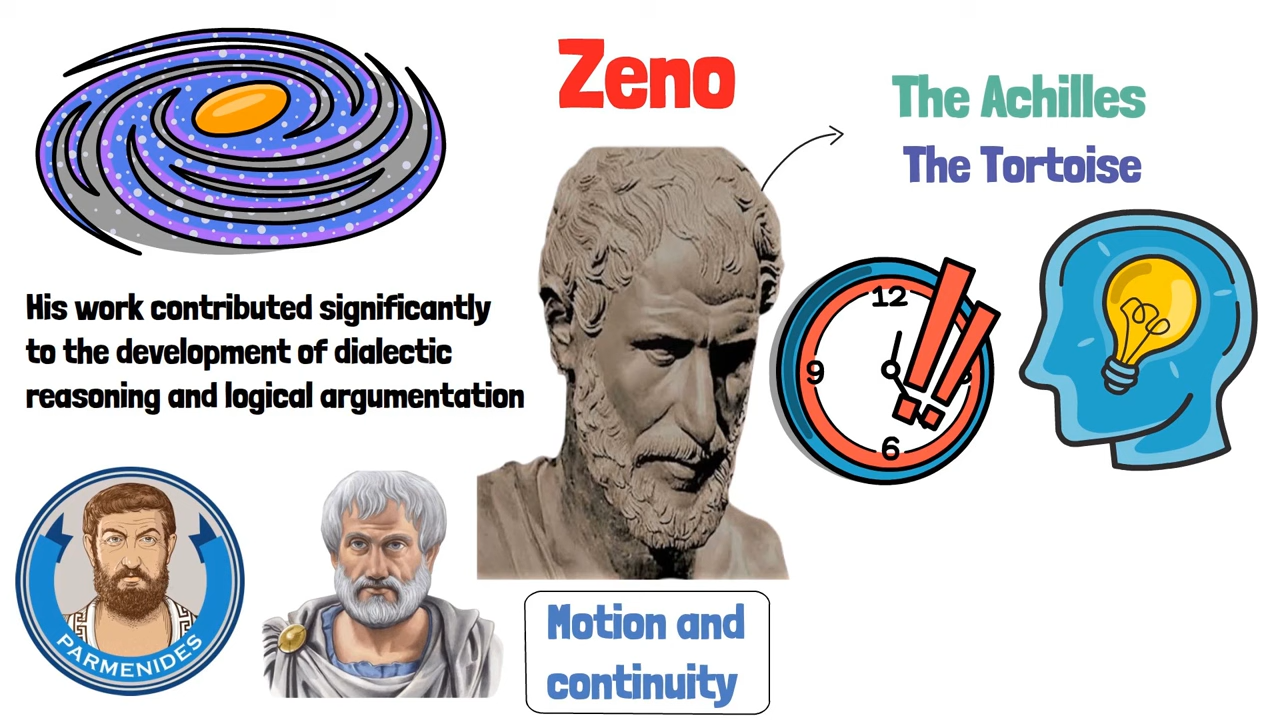 Zeno
The Achilles
The Tortoise
12
9
6
His work contributed significantly
to the development of dialectic
reasoning and logical argumentation
PARMENIDES
Motion and
continuity